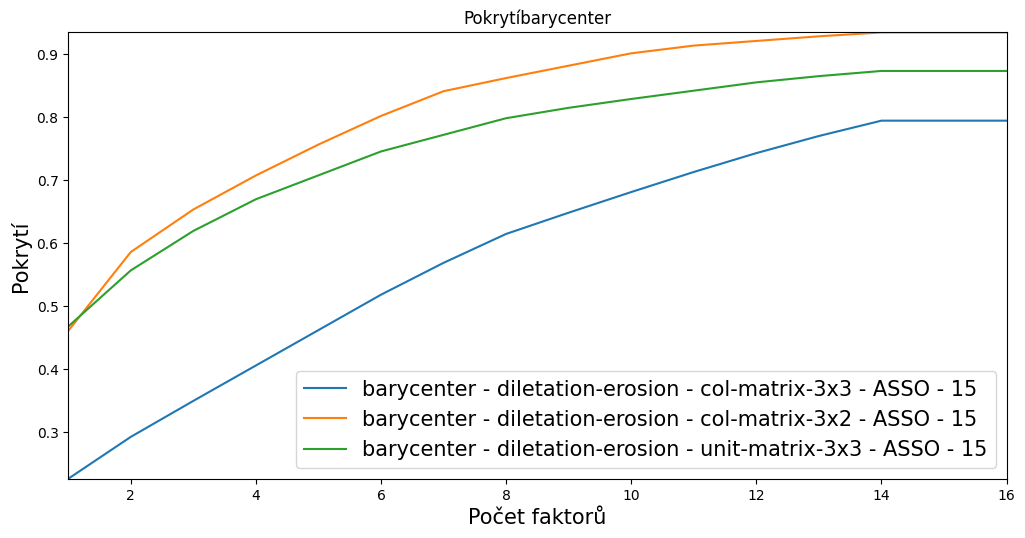 Pokrytíbarycenter
0.9
0.8
0.7
0.6
0.5
0.4
0.3
Pokrytí
barycenter - diletation-erosion - col-matrix-3x3 - ASSO - 15
barycenter - diletation-erosion - col-matrix-3x2 - ASSO - 15
barycenter - diletation-erosion - unit-matrix-3x3 - ASSO - 15
2 4 6 8 10 12 14 16
Počet faktorů